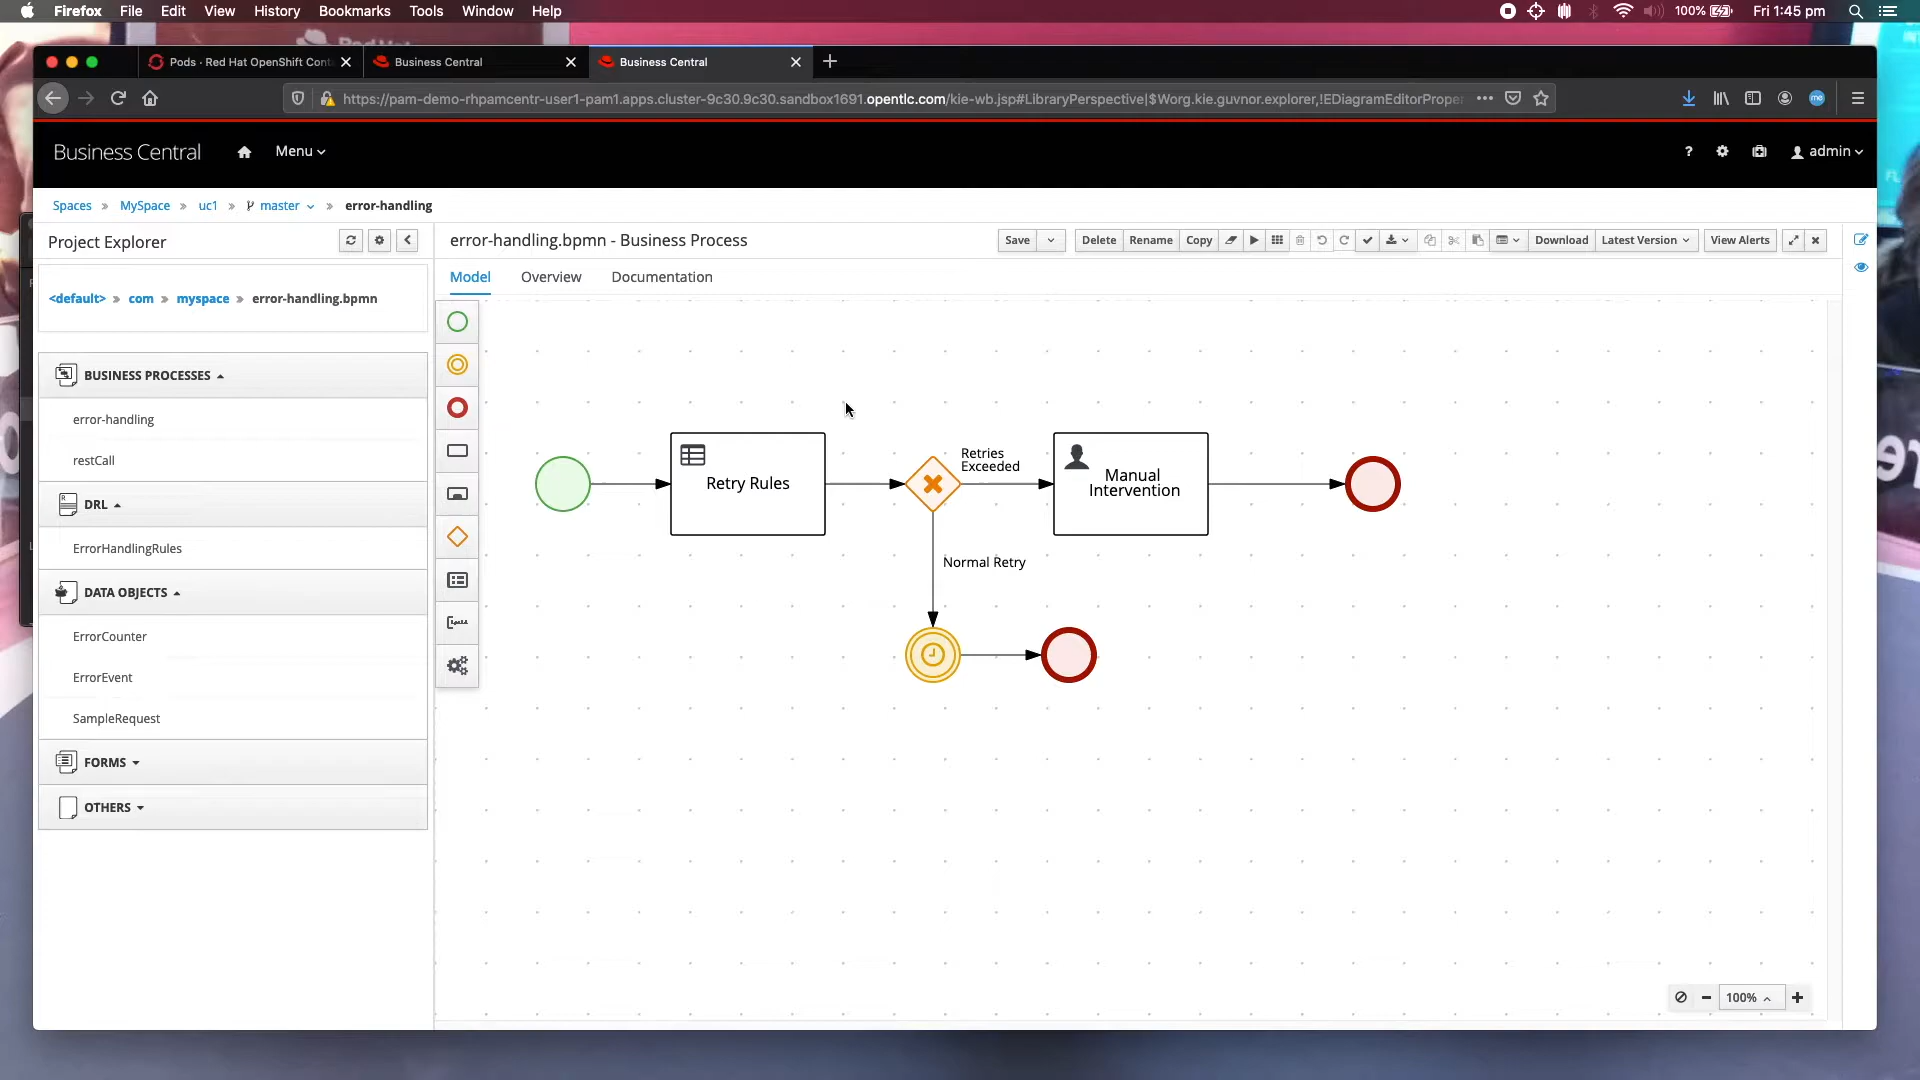 Firefox File Edit View History Bookmarks Tools Window Help 100% Fri 1:45 pm
Pods · Red Hat OpenShift Cont Business Central Business Central
https://pam-demo-rhpamcentr-user1-pam1.apps.cluster-9c30.9c30.sandbox1691.opentlc.com/kie-wb.jsp#LibraryPerspective|$Worg.kie.guvnor.explorer,!EDiagramEditorProper
Business Central Menu ? admin
Spaces » MySpace » uc1 » master » error-handling
Project Explorer
error-handling.bpmn - Business Process
Save Delete Rename Copy Download Latest Version View Alerts
Model Overview Documentation
<default> » com » myspace » error-handling.bpmn
BUSINESS PROCESSES
error-handling
restCall
DRL
ErrorHandlingRules
DATA OBJECTS
ErrorCounter
ErrorEvent
SampleRequest
FORMS
OTHERS
Retry Rules
Retries
Exceeded
Manual
Intervention
Normal Retry
100%